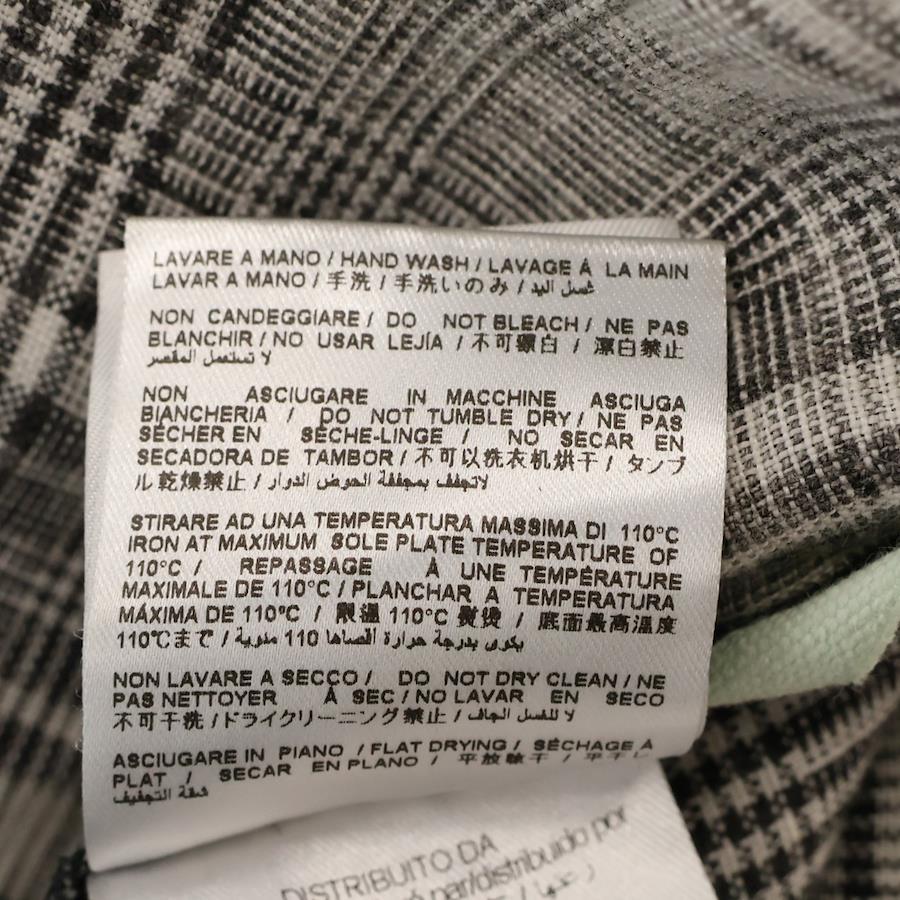 LAVARE A MANO / HAND WASH / LAVAGE À LA MAIN
LAVAR A MANO / 手洗 / 手洗いのみ / غسل اليد
NON CANDEGGIARE / DO NOT BLEACH / NE PAS
BLANCHIR / NO USAR LEJÍA / 不可漂白 / 漂白禁止
لا تستعمل المقصر
NON ASCIUGARE IN MACCHINE ASCIUGA
BIANCHERIA / DO NOT TUMBLE DRY / NE PAS
SÉCHER EN SÈCHE-LINGE / NO SECAR EN
SECADORA DE TAMBOR / 不可以洗衣机烘干 / タンブ
ル乾燥禁止 / لاتجفف بمجففة الحوض الدوار
STIRARE AD UNA TEMPERATURA MASSIMA DI 110°C
IRON AT MAXIMUM SOLE PLATE TEMPERATURE OF
110°C / REPASSAGE À UNE TEMPÉRATURE
MAXIMALE DE 110°C / PLANCHAR A TEMPERATURA
MÁXIMA DE 110°C / 限温 110°C 熨烫 / 底面最高温度
110℃まで / يكوى بدرجة حرارة أقصاها 110 مئوية
NON LAVARE A SECCO / DO NOT DRY CLEAN / NE
PAS NETTOYER À SEC / NO LAVAR EN SECO
不可干洗 / ドライクリーニング禁止 / لا للغسل الجاف
ASCIUGARE IN PIANO / FLAT DRYING / SÉCHAGE A
PLAT / SECAR EN PLANO / 平放晾干 / 平干し
DISTRIBUITO DA
par/distribuido por